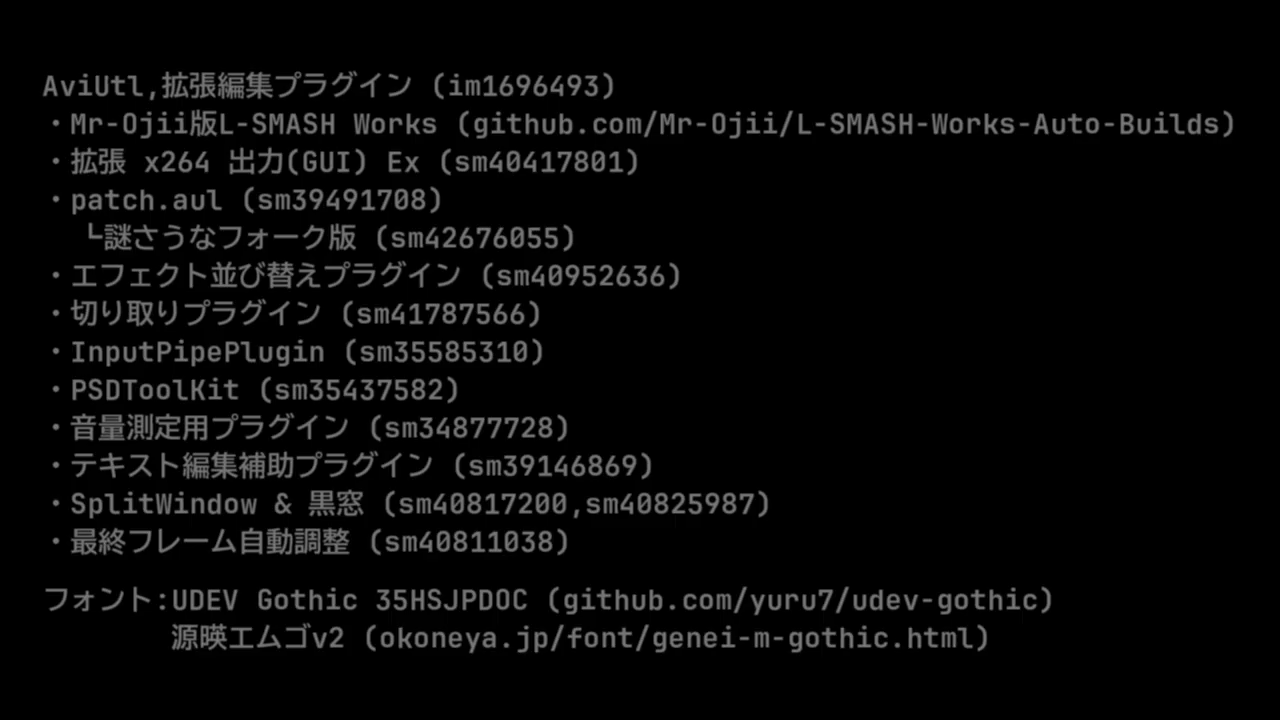 AviUtl,拡張編集プラグイン (im1696493)
・Mr-Ojii版L-SMASH Works (github.com/Mr-Ojii/L-SMASH-Works-Auto-Builds)
・拡張 x264 出力(GUI) Ex (sm40417801)
・patch.aul (sm39491708)
┗謎さうなフォーク版 (sm42676055)
・エフェクト並び替えプラグイン (sm40952636)
・切り取りプラグイン (sm41787566)
・InputPipePlugin (sm35585310)
・PSDToolKit (sm35437582)
・音量測定用プラグイン (sm34877728)
・テキスト編集補助プラグイン (sm39146869)
・SplitWindow & 黒窓 (sm40817200,sm40825987)
・最終フレーム自動調整 (sm40811038)
フォント:UDEV Gothic 35HSJPDOC (github.com/yuru7/udev-gothic)
源暎エムゴv2 (okoneya.jp/font/genei-m-gothic.html)